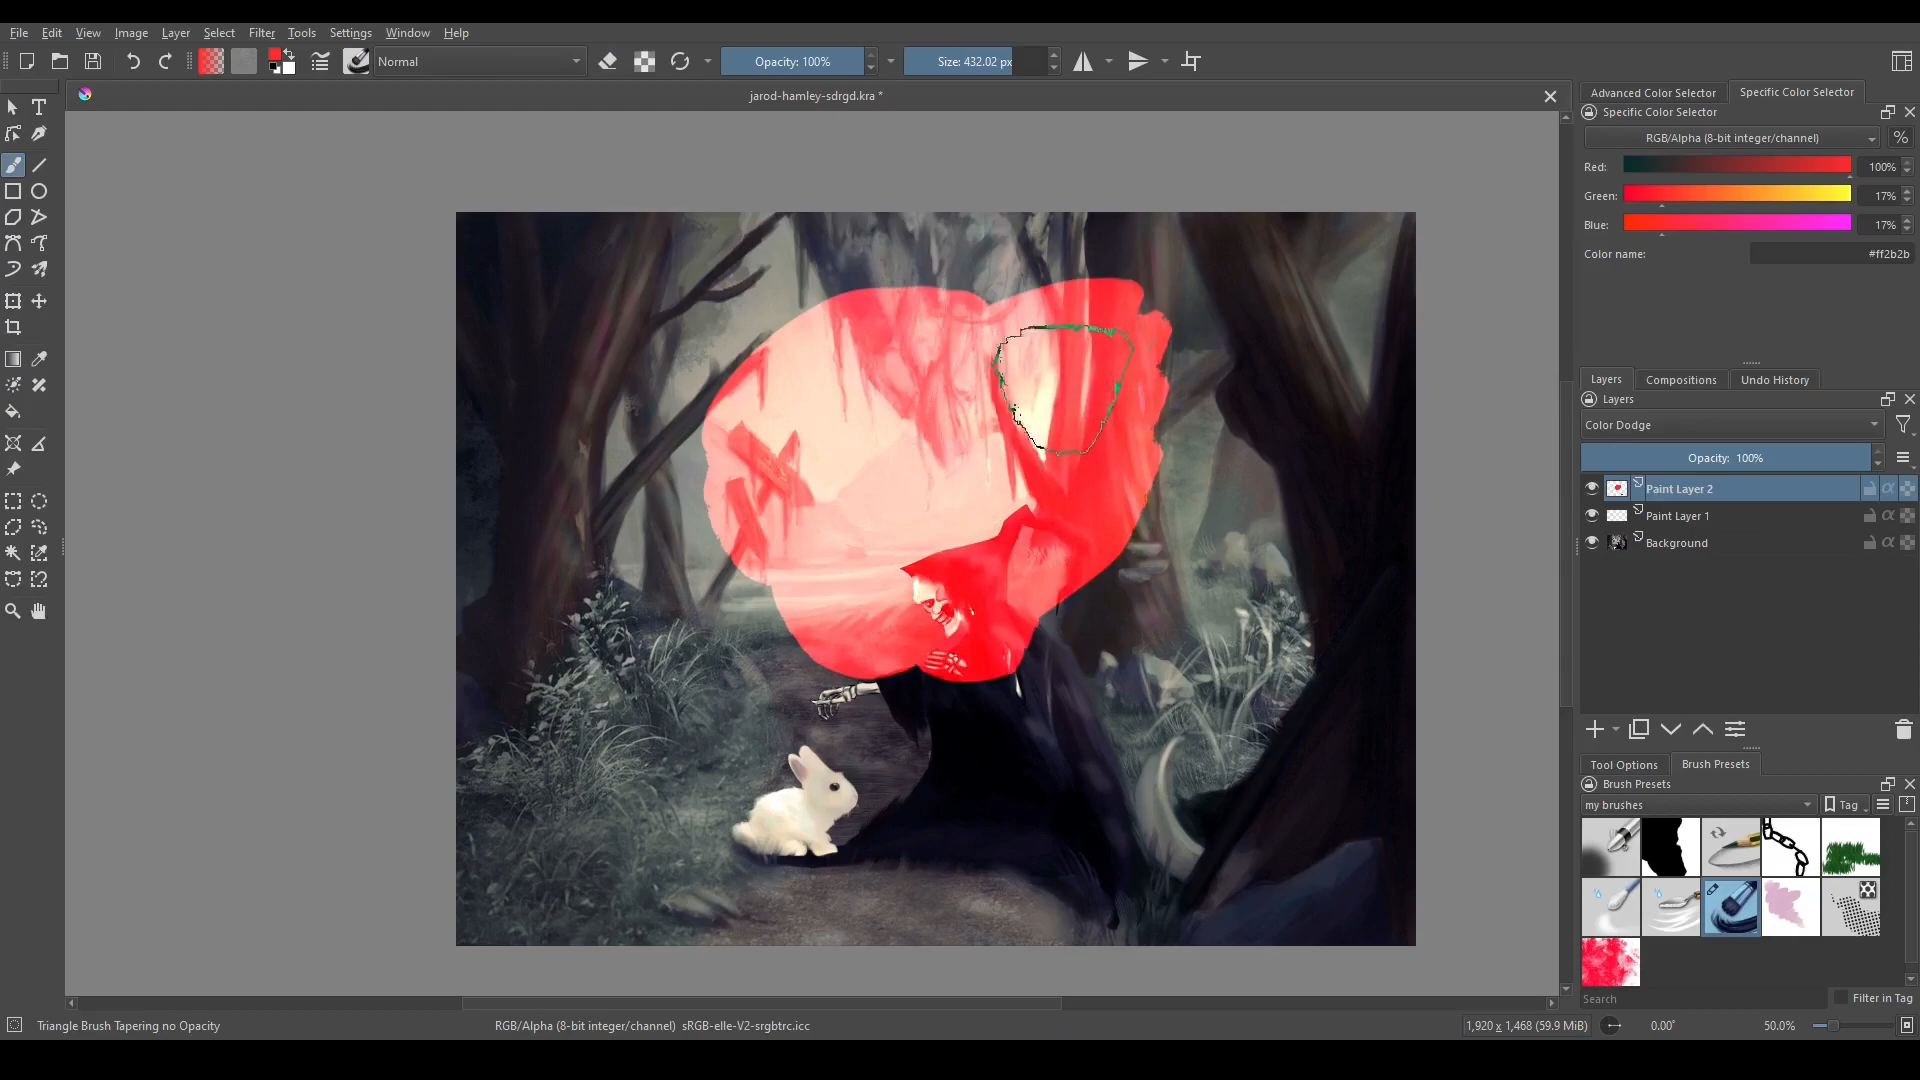 File Edit View Image Layer Select Filter Tools Settings Window Help
Normal Opacity: 100% Size: 432.02 px
jarod-hamley-sdrgd.kra *
Advanced Color Selector Specific Color Selector
Specific Color Selector
RGB/Alpha (8-bit integer/channel) %
Red: 100%
Green: 17%
Blue: 17%
Color name: #ff2b2b
Layers Compositions Undo History
Layers
Color Dodge
Opacity: 100%
Paint Layer 2
Paint Layer 1
Background
Tool Options Brush Presets
Brush Presets
my brushes Tag
Search Filter in Tag
Triangle Brush Tapering no Opacity RGB/Alpha (8-bit integer/channel) sRGB-elle-V2-srgbtrc.icc 1,920 x 1,468 (59.9 MiB) 0.00° 50.0%